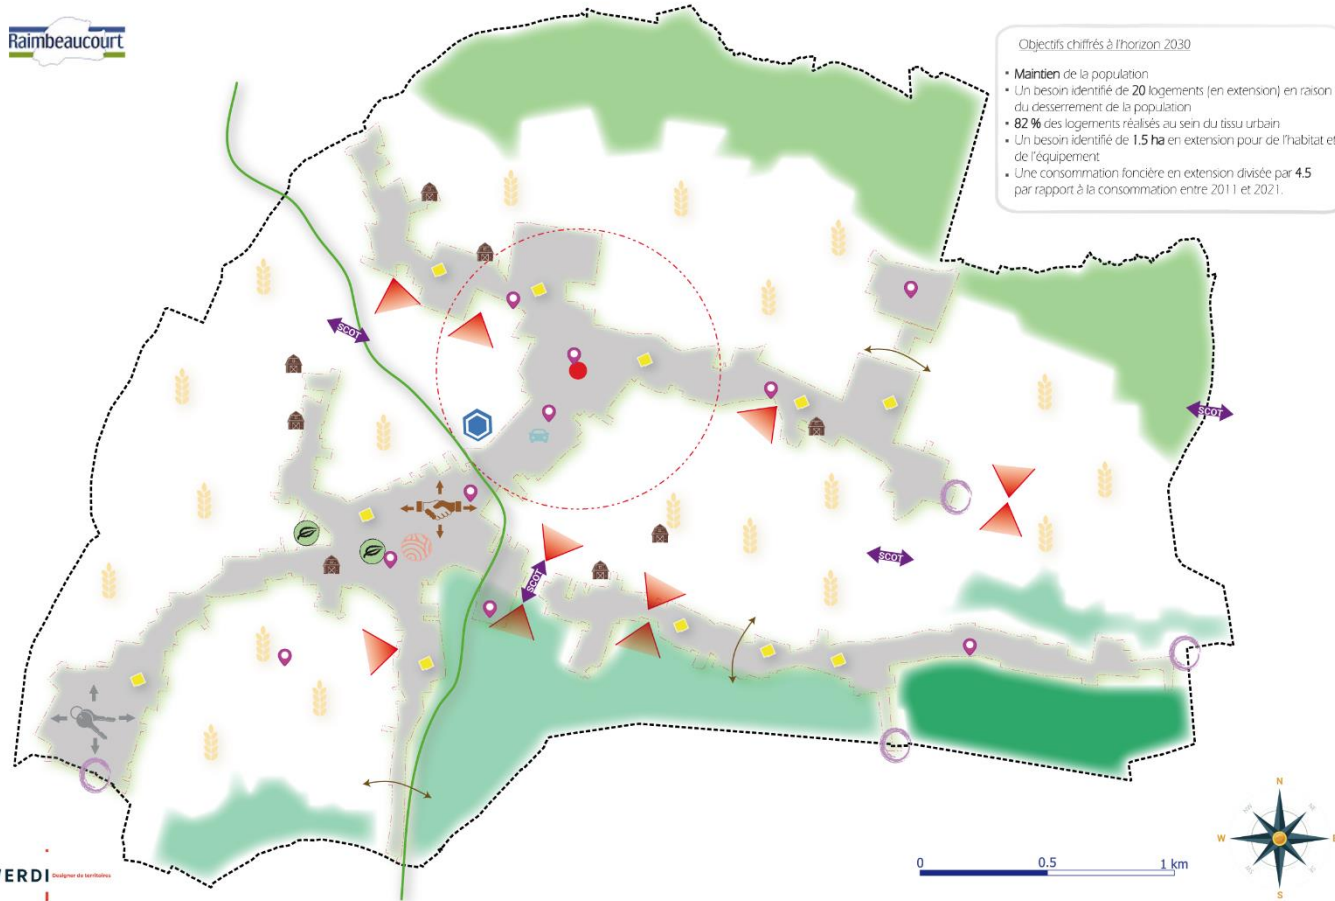 Raimbeaucourt
Objectifs chiffrés à l'horizon 2030
▪ Maintien de la population
▪ Un besoin identifié de 20 logements (en extension) en raison
du desserrement de la population
▪ 82 % des logements réalisés au sein du tissu urbain
▪ Un besoin identifié de 1.5 ha en extension pour de l'habitat et
de l'équipement
▪ Une consommation foncière en extension divisée par 4.5
par rapport à la consommation entre 2011 et 2021.
SCOT
SCOT
SCOT
SCOT
N
W
E
S
0 0.5 1 km
VERDI Designer de territoires